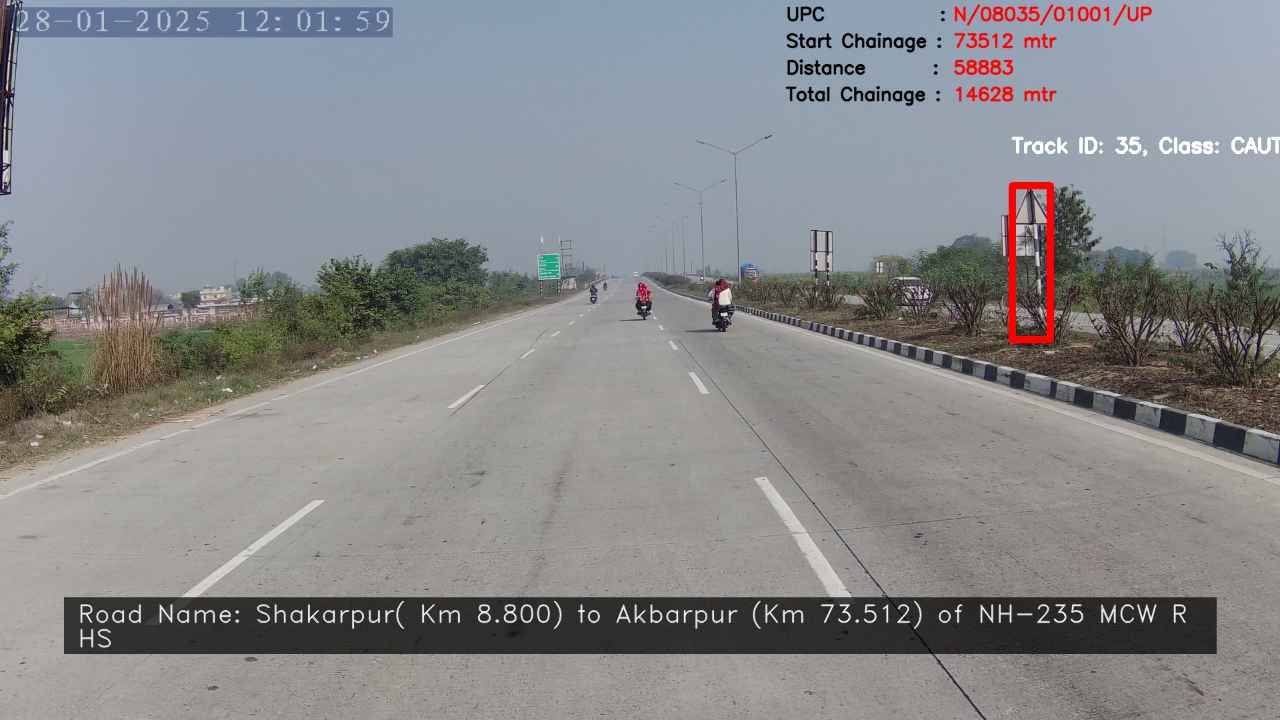 28-01-2025 12:01:59
UPC : N/08035/01001/UP
Start Chainage : 73512 mtr
Distance : 58883
Total Chainage : 14628 mtr
Track ID: 35, Class: CAUT
Road Name: Shakarpur( Km 8.800) to Akbarpur (Km 73.512) of NH-235 MCW R
HS